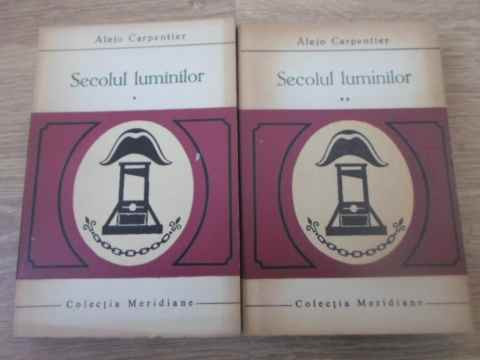 Alejo Carpentier
Secolul luminilor
*
Colecția Meridiane
Alejo Carpentier
Secolul luminilor
**
Colecția Meridiane